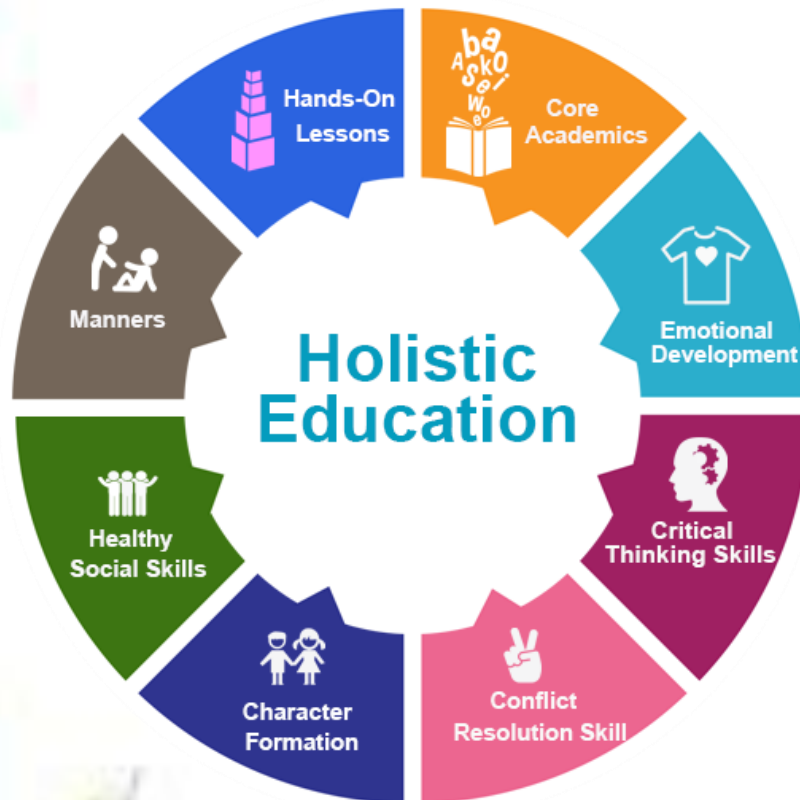 Holistic
Education
Hands-On
Lessons
Core
Academics
Emotional
Development
Critical
Thinking Skills
Conflict
Resolution Skill
Character
Formation
Healthy
Social Skills
Manners